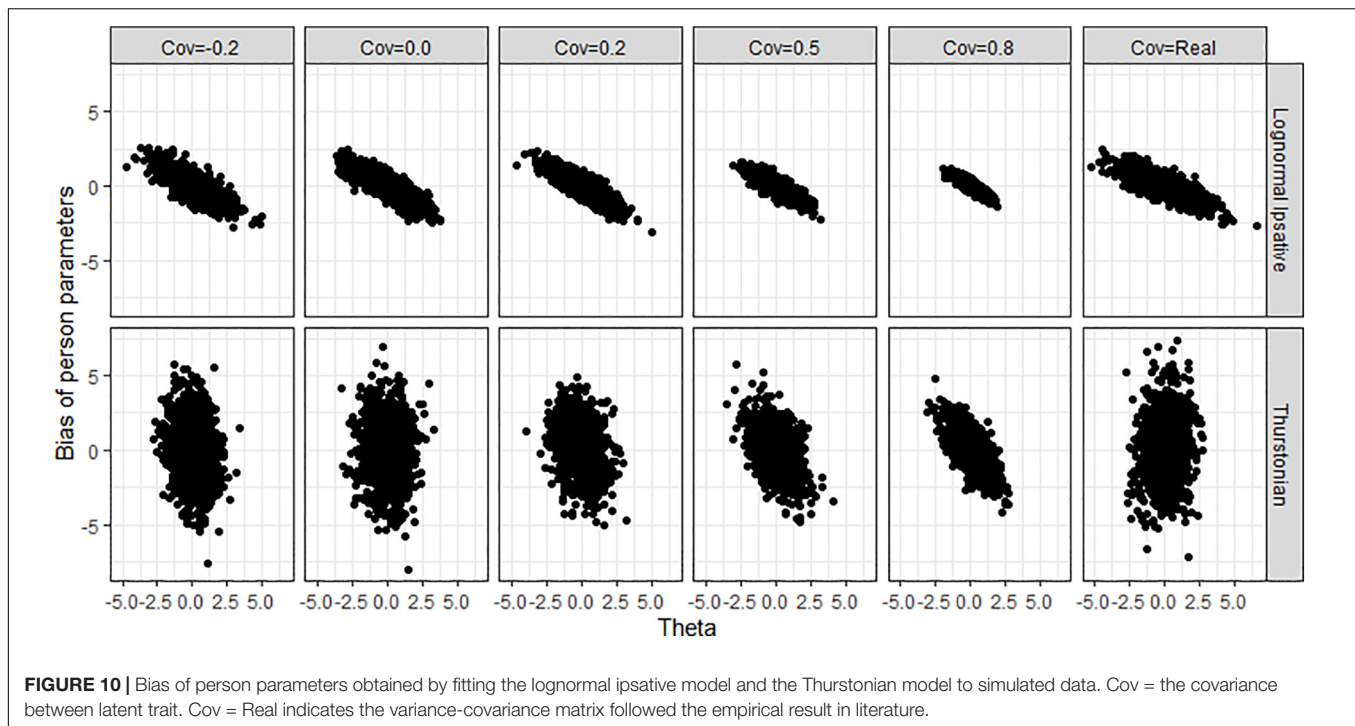 Cov=-0.2 Cov=0.0 Cov=0.2 Cov=0.5 Cov=0.8 Cov=Real
5
0
-5
Lognormal Ipsative
Bias of person parameters
5
0
-5
Thurstonian
-5.0 -2.5 0.0 2.5 5.0 -5.0 -2.5 0.0 2.5 5.0 -5.0 -2.5 0.0 2.5 5.0 -5.0 -2.5 0.0 2.5 5.0 -5.0 -2.5 0.0 2.5 5.0 -5.0 -2.5 0.0 2.5 5.0
Theta
FIGURE 10 | Bias of person parameters obtained by fitting the lognormal ipsative model and the Thurstonian model to simulated data. Cov = the covariance
between latent trait. Cov = Real indicates the variance-covariance matrix followed the empirical result in literature.